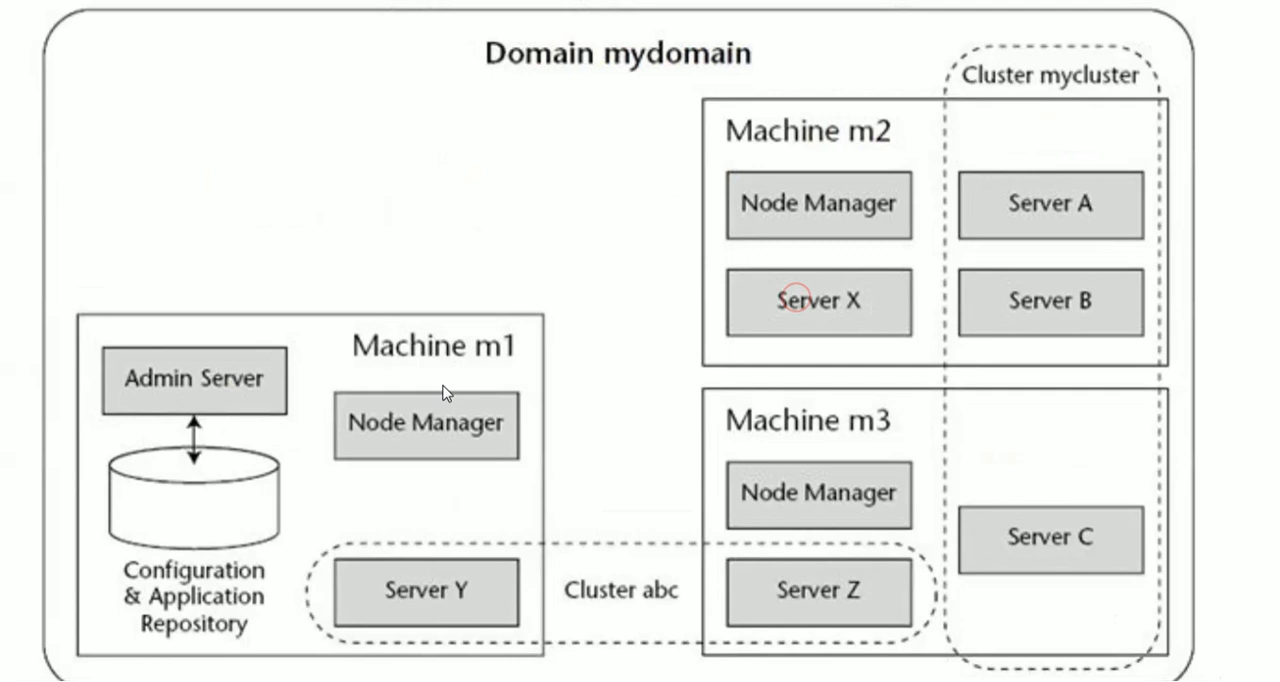 Domain mydomain
Cluster mycluster
Machine m2
Node Manager
Server A
Server X
Server B
Machine m1
Admin Server
Node Manager
Configuration
& Application
Repository
Server Y
Cluster abc
Machine m3
Node Manager
Server C
Server Z